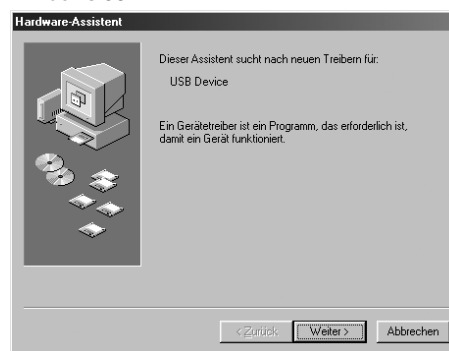 Hardware-Assistent
Dieser Assistent sucht nach neuen Treibern für:
USB Device
Ein Gerätetreiber ist ein Programm, das erforderlich ist,
damit ein Gerät funktioniert.
< Zurück
Weiter >
Abbrechen